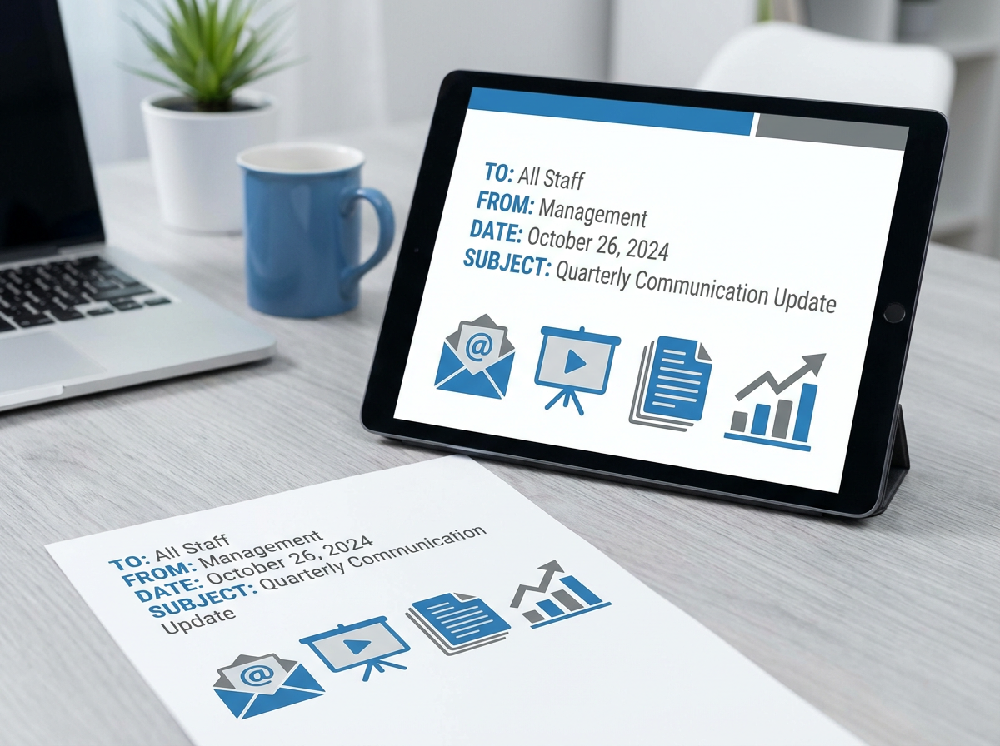 TO: All Staff
FROM: Management
DATE: October 26, 2024
SUBJECT: Quarterly Communication Update
@
TO: All Staff
FROM: Management
DATE: October 26, 2024
SUBJECT: Quarterly Communication
Update
@